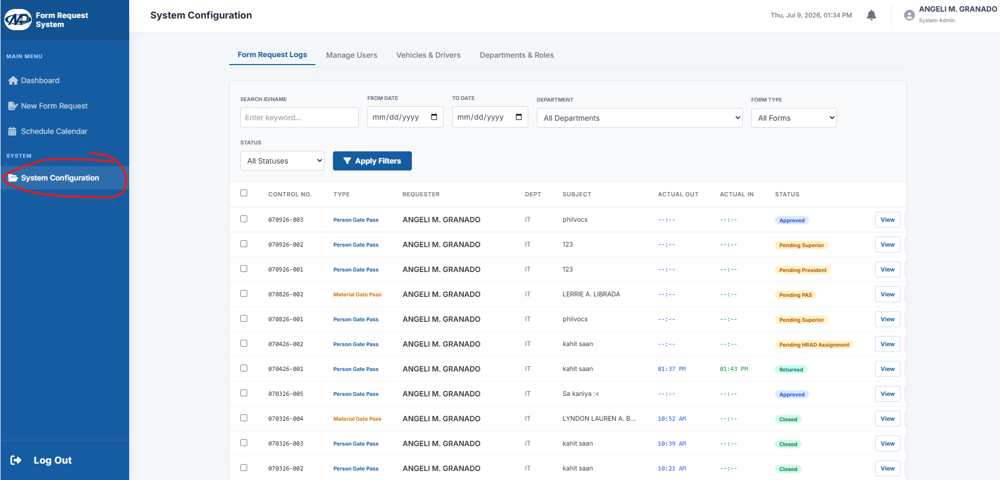 Form Request
System
System Configuration
Thu, Jul 9, 2026, 01:34 PM
ANGELI M. GRANADO
System Admin
MAIN MENU
Dashboard
New Form Request
Schedule Calendar
SYSTEM
System Configuration
Log Out
Form Request Logs Manage Users Vehicles & Drivers Departments & Roles
SEARCH ID/NAME FROM DATE TO DATE DEPARTMENT FORM TYPE
Enter keyword... mm/dd/yyyy mm/dd/yyyy All Departments All Forms
STATUS
All Statuses Apply Filters
CONTROL NO. TYPE REQUESTER DEPT SUBJECT ACTUAL OUT ACTUAL IN STATUS
070926-003 Person Gate Pass ANGELI M. GRANADO IT philvocs --:-- --:-- Approved View
070926-002 Person Gate Pass ANGELI M. GRANADO IT 123 --:-- --:-- Pending Superior View
070926-001 Person Gate Pass ANGELI M. GRANADO IT 123 --:-- --:-- Pending President View
070826-002 Material Gate Pass ANGELI M. GRANADO IT LERRIE A. LIBRADA --:-- --:-- Pending PAS View
070826-001 Person Gate Pass ANGELI M. GRANADO IT philvocs --:-- --:-- Pending Superior View
070426-002 Person Gate Pass ANGELI M. GRANADO IT kahit saan --:-- --:-- Pending HRAD Assignment View
070426-001 Person Gate Pass ANGELI M. GRANADO IT kahit saan 01:37 PM 01:43 PM Returned View
070326-005 Person Gate Pass ANGELI M. GRANADO IT Sa kaniya :< --:-- --:-- Approved View
070326-004 Material Gate Pass ANGELI M. GRANADO IT LYNDON LAUREN A. B... 10:52 AM --:-- Closed View
070326-003 Person Gate Pass ANGELI M. GRANADO IT kahit saan 10:39 AM --:-- Closed View
070326-002 Person Gate Pass ANGELI M. GRANADO IT kahit saan 10:21 AM --:-- Closed View